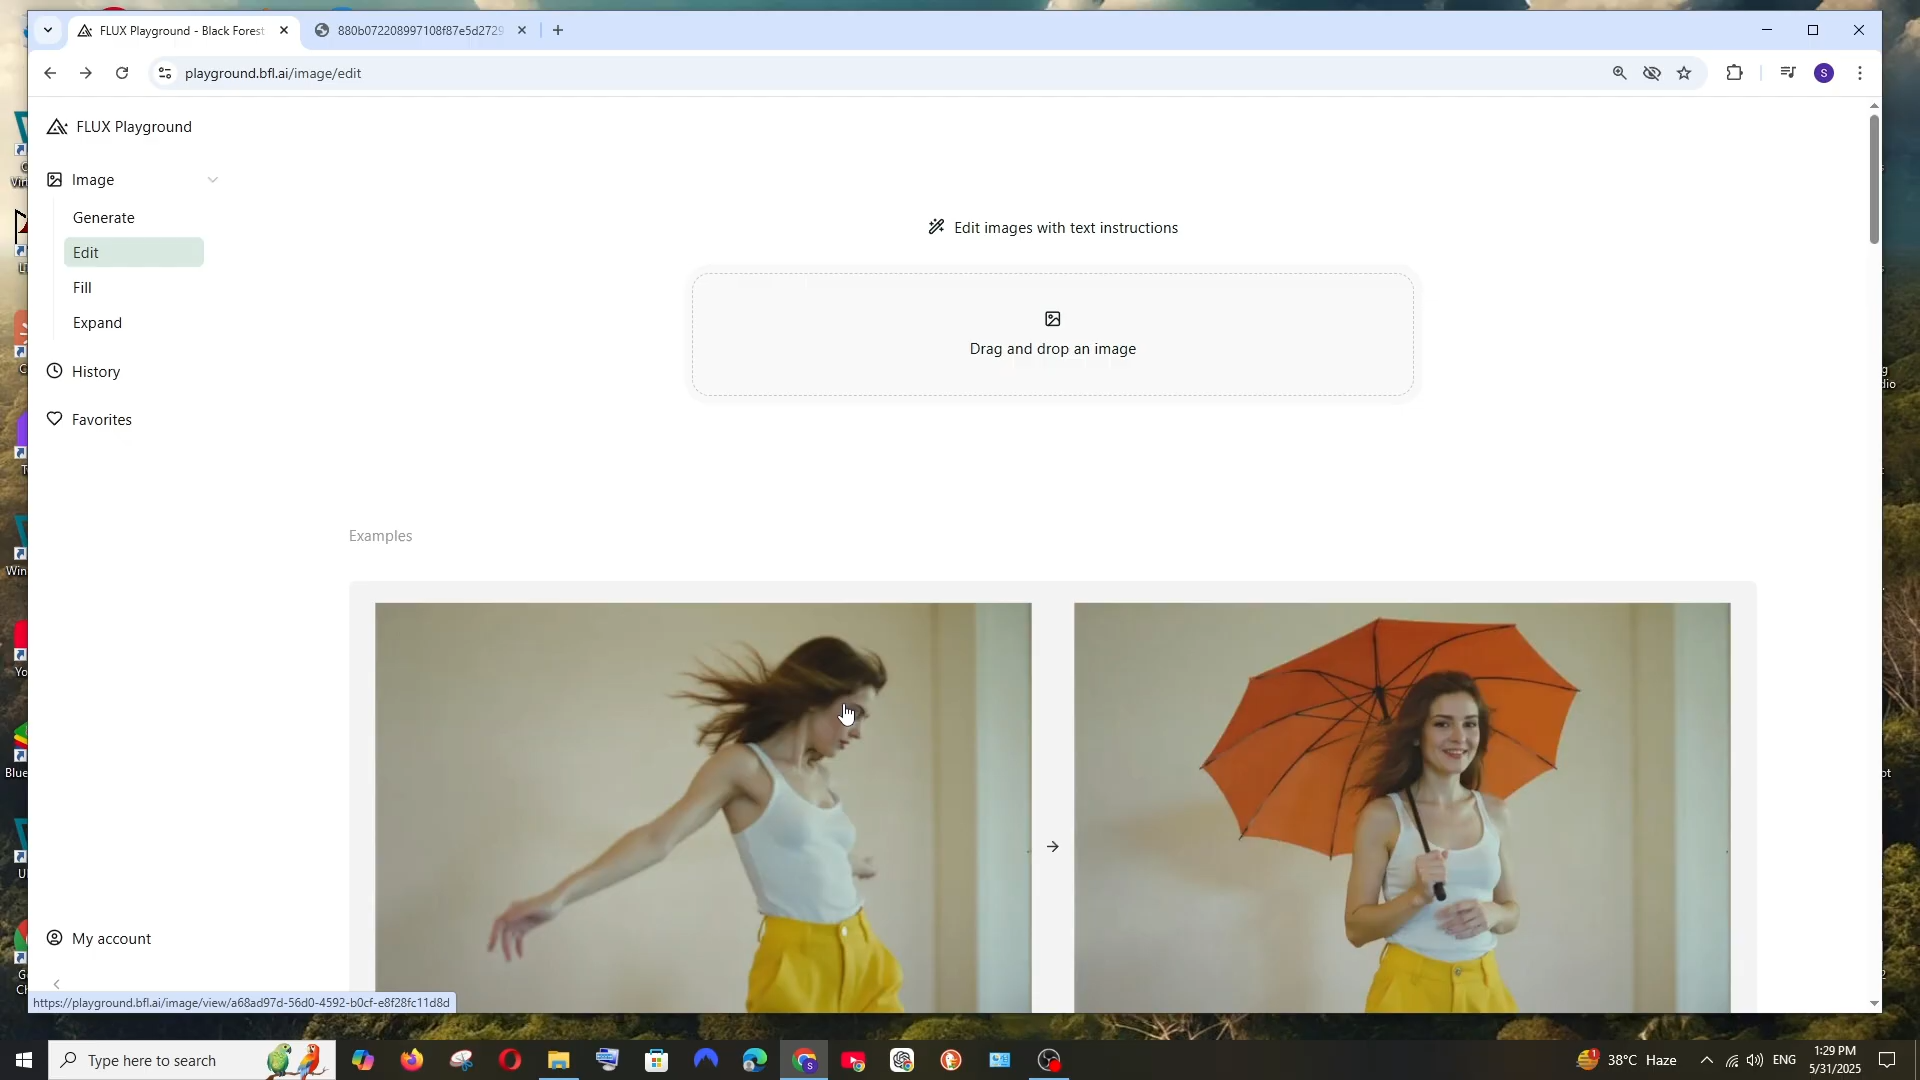 FLUX Playground - Black Forest
880b072208997108f87e5d2729
playground.bfl.ai/image/edit
S
FLUX Playground
Image
Generate
Edit
Fill
Expand
History
Favorites
My account
Edit images with text instructions
Drag and drop an image
Examples
https://playground.bfl.ai/image/view/a68ad97d-56d0-4592-b0cf-e8f28fc11d8d
Type here to search
38°C Haze
ENG
1:29 PM
5/31/2025